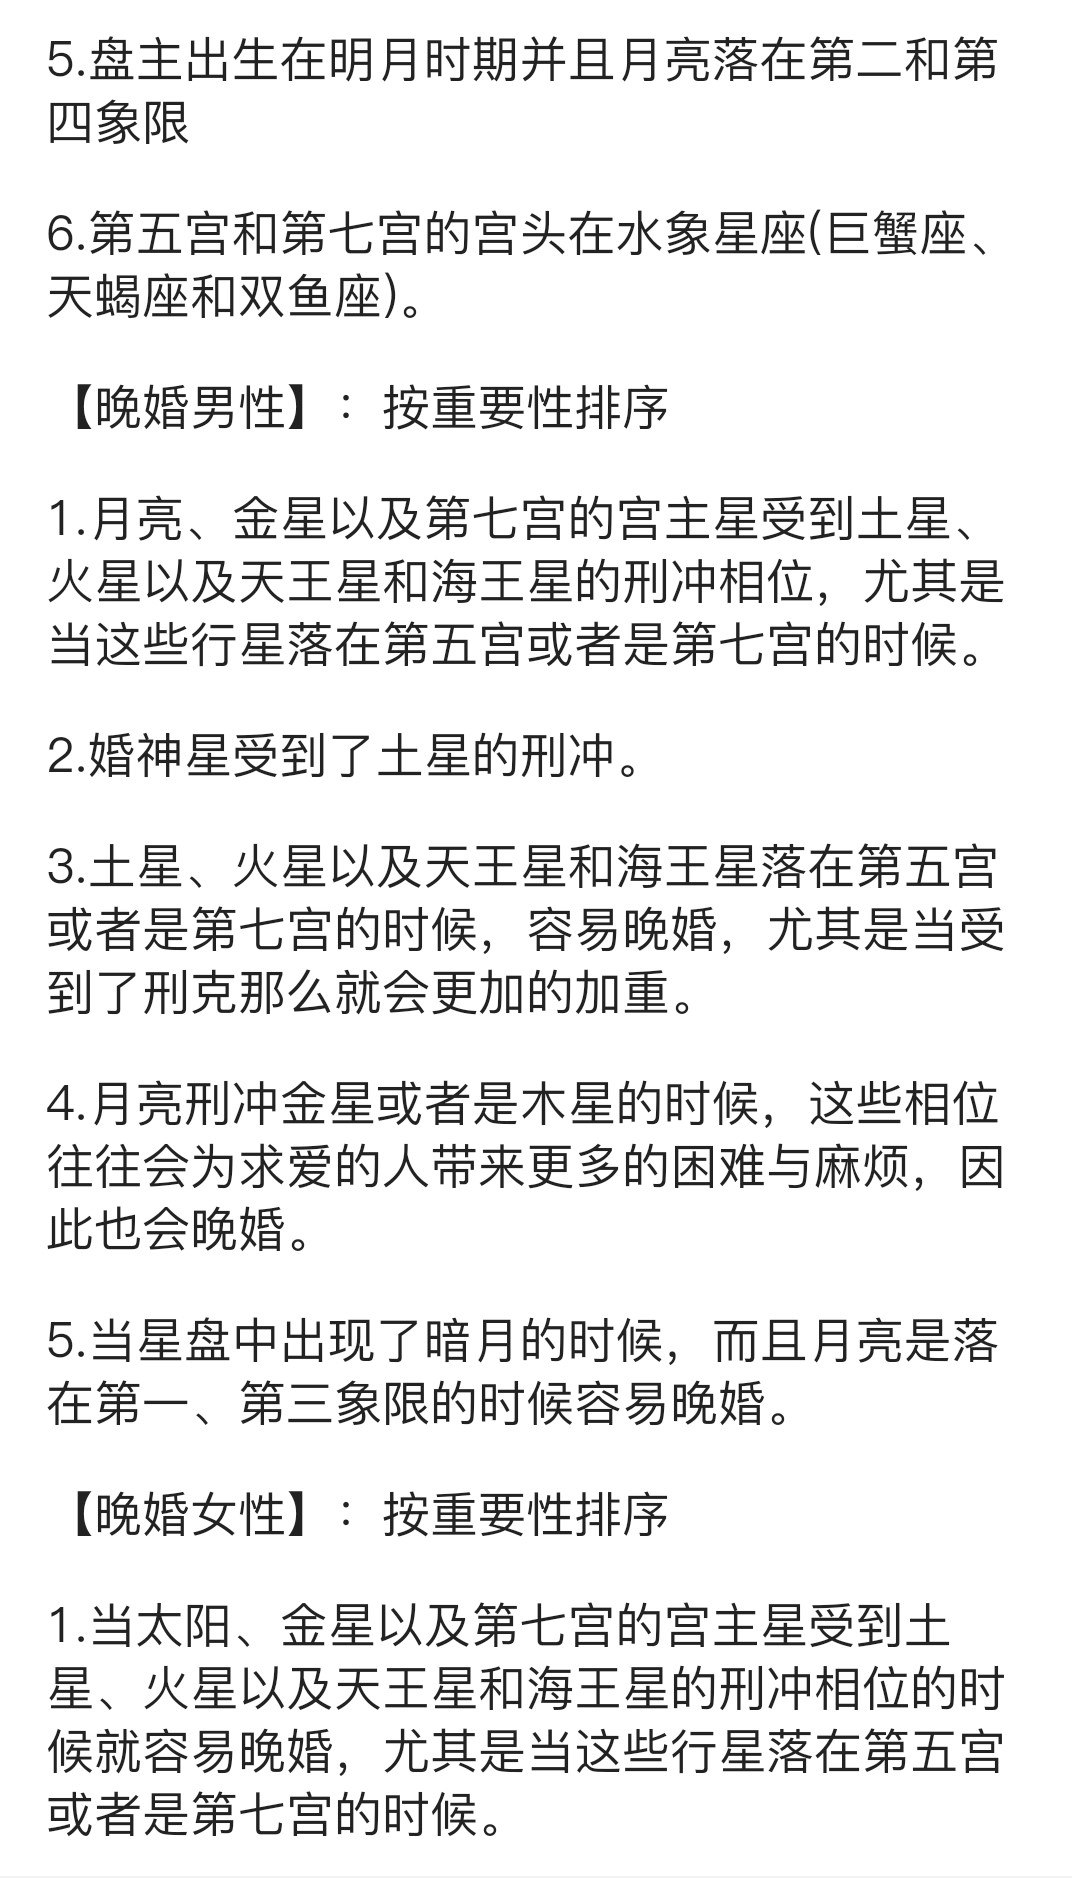 5.盘主出生在明月时期并且月亮落在第二和第
四象限
6.第五宫和第七宫的宫头在水象星座(巨蟹座、
天蝎座和双鱼座)。
【晚婚男性】：按重要性排序
1.月亮、金星以及第七宫的宫主星受到土星、
火星以及天王星和海王星的刑冲相位，尤其是
当这些行星落在第五宫或者是第七宫的时候。
2.婚神星受到了土星的刑冲。
3.土星、火星以及天王星和海王星落在第五宫
或者是第七宫的时候，容易晚婚，尤其是当受
到了刑克那么就会更加的加重。
4.月亮刑冲金星或者是木星的时候，这些相位
往往会为求爱的人带来更多的困难与麻烦，因
此也会晚婚。
5.当星盘中出现了暗月的时候，而且月亮是落
在第一、第三象限的时候容易晚婚。
【晚婚女性】：按重要性排序
1.当太阳、金星以及第七宫的宫主星受到土
星、火星以及天王星和海王星的刑冲相位的时
候就容易晚婚，尤其是当这些行星落在第五宫
或者是第七宫的时候。